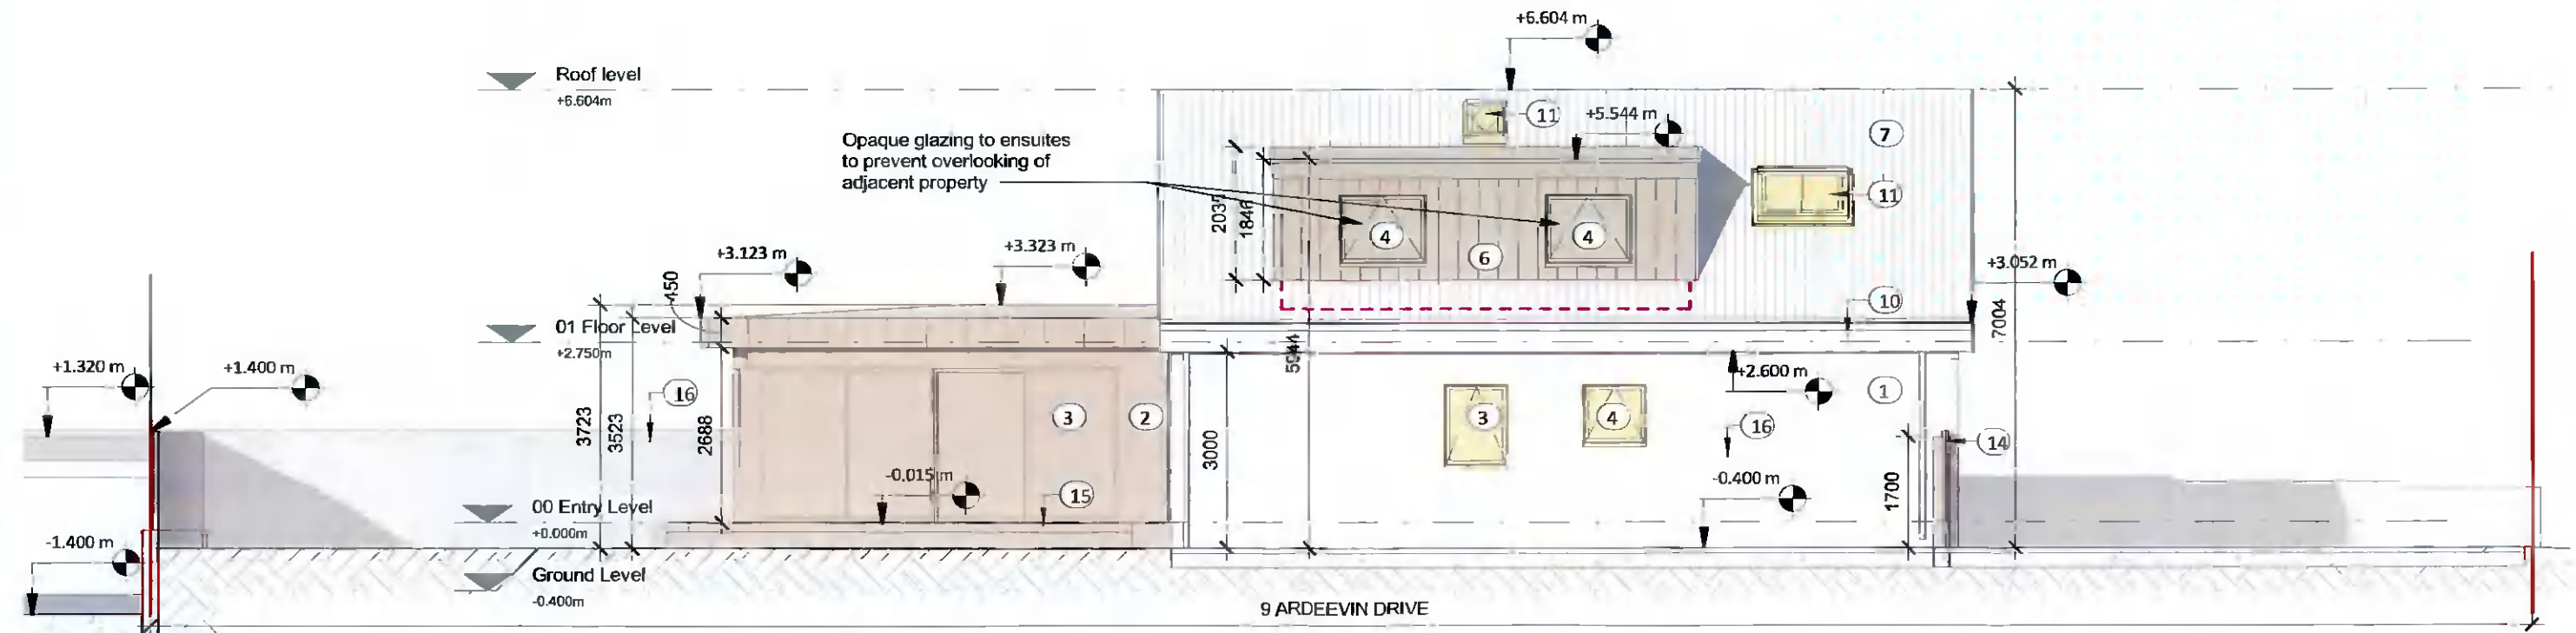 +6.604 m
Roof level
+6.604m
11
+5.544 m
7
Opaque glazing to ensuites
to prevent overlooking of
adjacent property
11
1846
4
4
6
+3.123 m
+3.323 m
+3.052 m
450
10
01 Floor Level
+2.750m
7004
+1.320 m
+1.400 m
+2.600 m
16
1
3
2
3
4
16
3723
3523
2688
3000
14
-0.015 m
15
-0.400 m
1700
00 Entry Level
+0.000m
-1.400 m
Ground Level
-0.400m
9 ARDEEVIN DRIVE